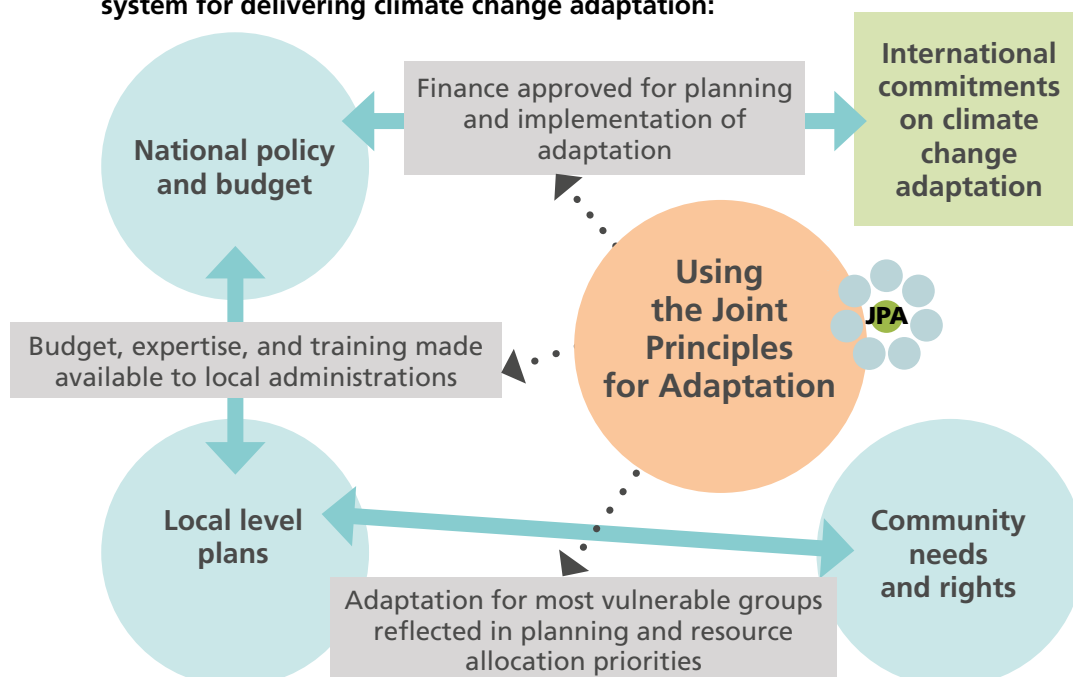 system for delivering climate change adaptation:
Finance approved for planning
and implementation of
adaptation
International
commitments
on climate
change
adaptation
National policy
and budget
Using
the Joint
Principles
for Adaptation
JPA
Budget, expertise, and training made
available to local administrations
Local level
plans
Community
needs
and rights
Adaptation for most vulnerable groups
reflected in planning and resource
allocation priorities